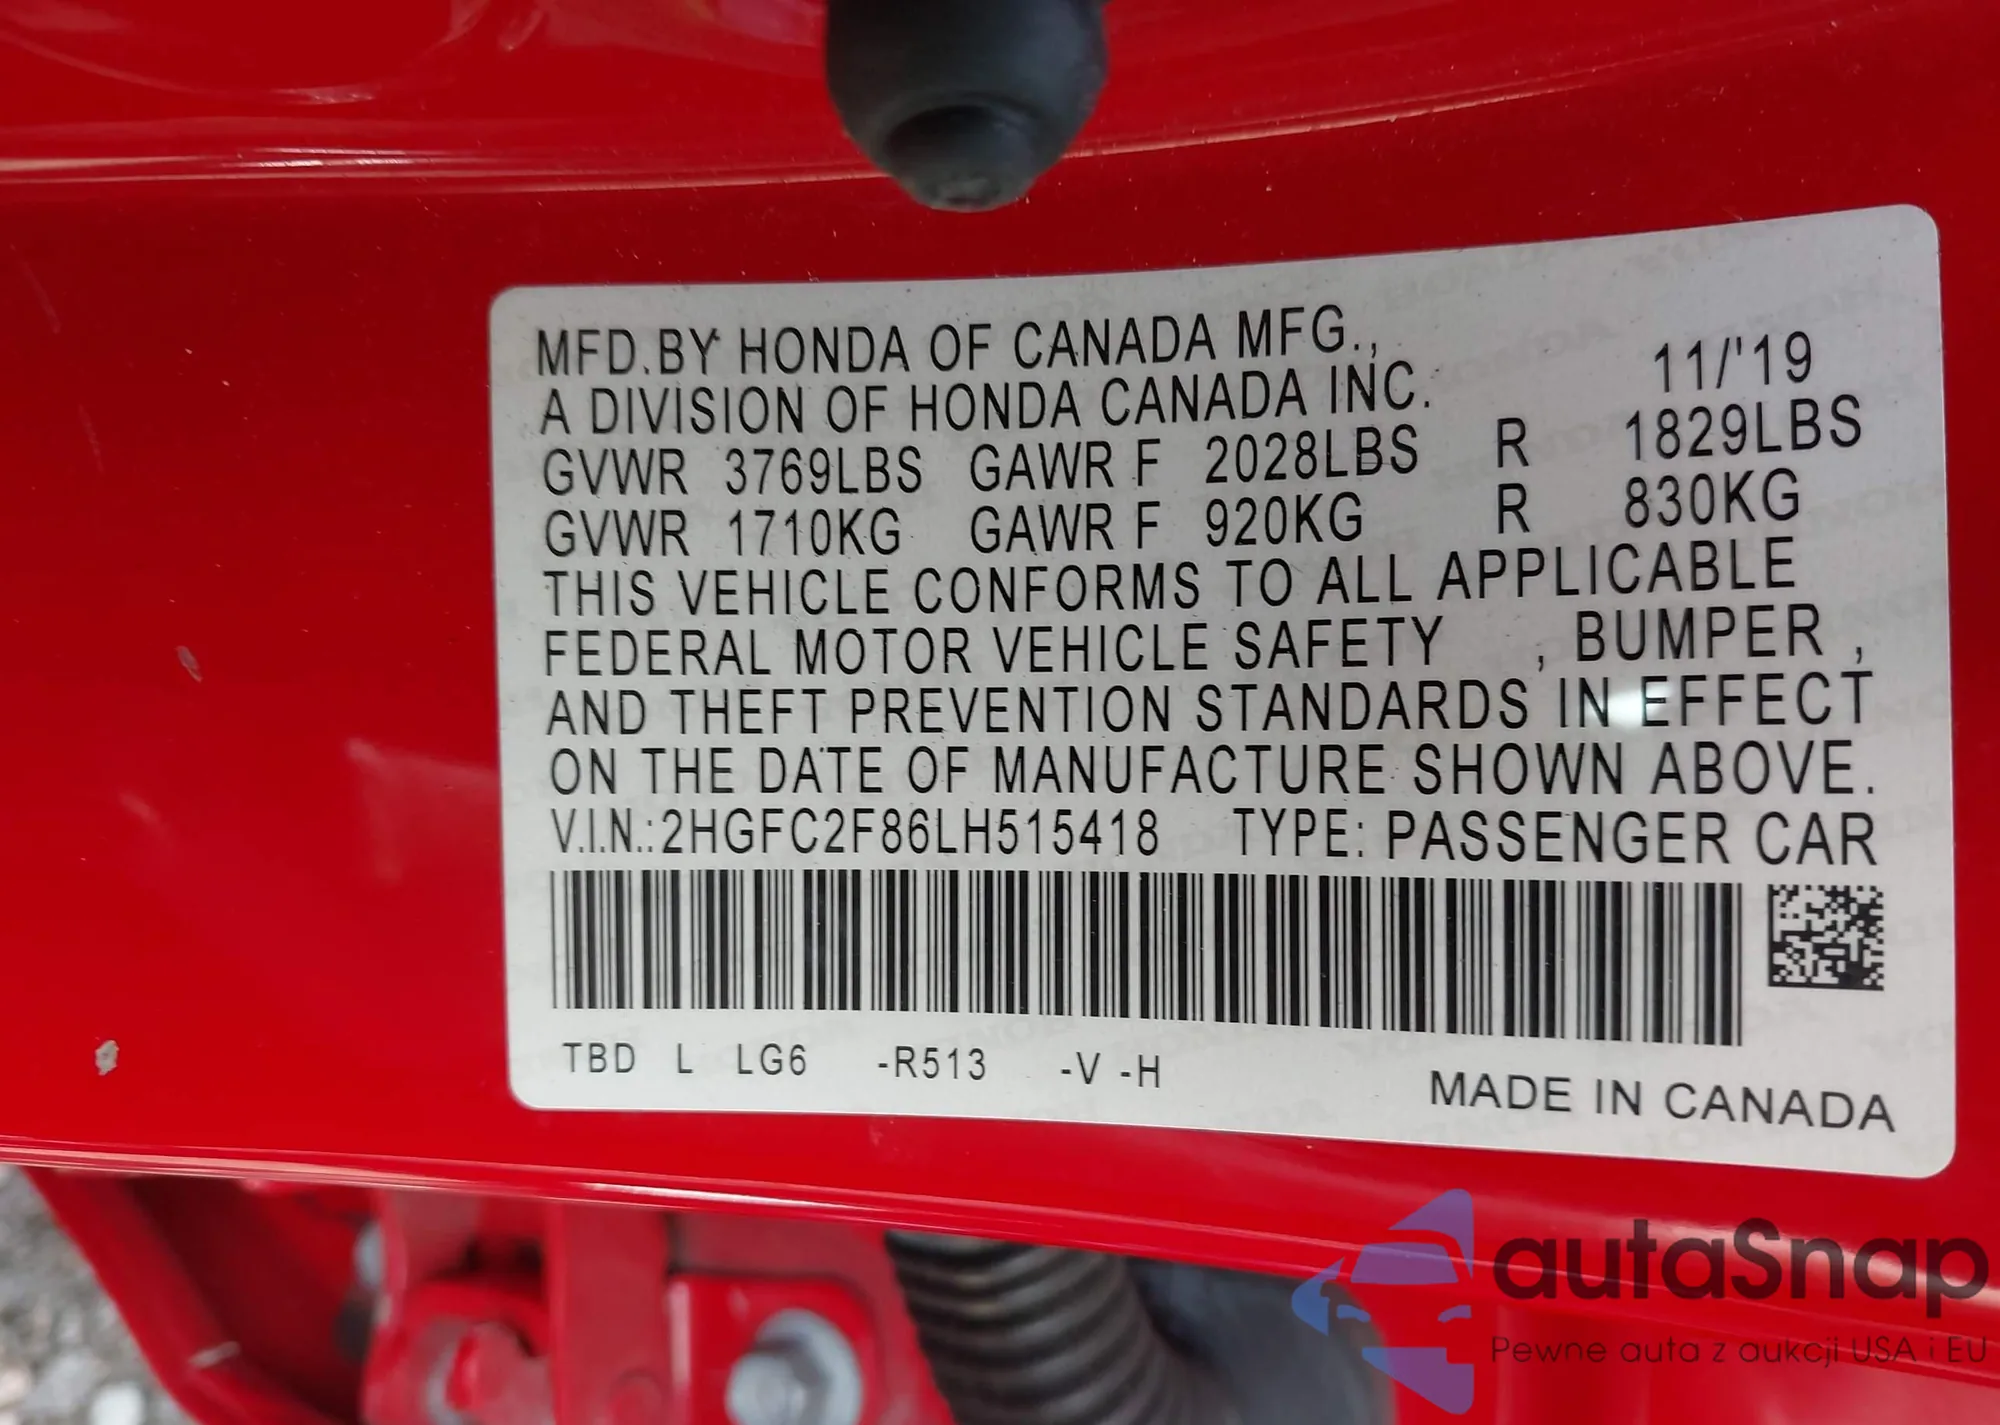 MFD.BY HONDA OF CANADA MFG.,
A DIVISION OF HONDA CANADA INC. 11/'19
GVWR 3769LBS GAWR F 2028LBS R 1829LBS
GVWR 1710KG GAWR F 920KG R 830KG
THIS VEHICLE CONFORMS TO ALL APPLICABLE
FEDERAL MOTOR VEHICLE SAFETY , BUMPER ,
AND THEFT PREVENTION STANDARDS IN EFFECT
ON THE DATE OF MANUFACTURE SHOWN ABOVE.
V.I.N.:2HGFC2F86LH515418 TYPE: PASSENGER CAR
TBD L LG6 -R513 -V -H
MADE IN CANADA
autaSnap
Pewne auta z aukcji USA i EU